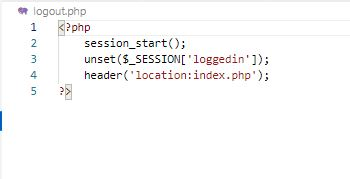 logout.php
1 <?php
2 session_start();
3 unset($_SESSION['loggedin']);
4 header('location:index.php');
5 ?>